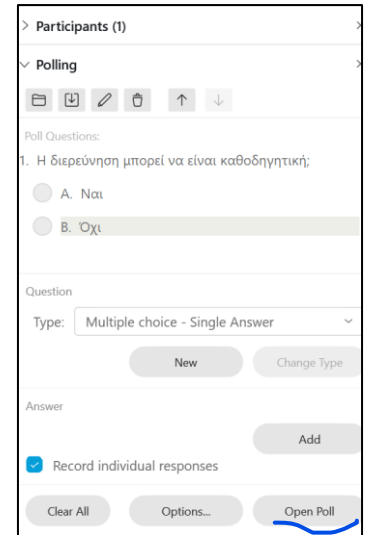 Participants (1)
Polling
Poll Questions:
1. Η διερεύνηση μπορεί να είναι καθοδηγητική;
A. Ναι
B. Όχι
Question
Type: Multiple choice - Single Answer
New Change Type
Answer
Add
Record individual responses
Clear All Options... Open Poll